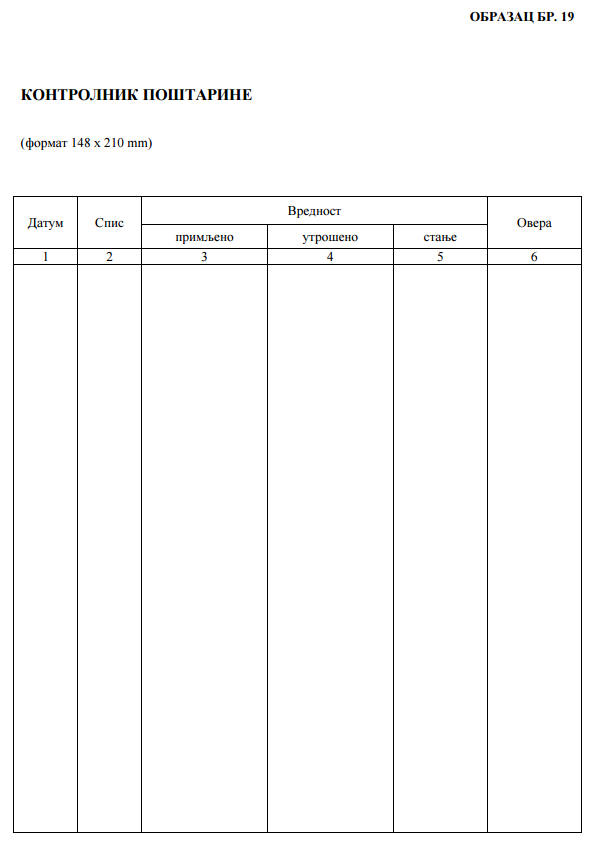 ОБРАЗАЦ БР. 19
КОНТРОЛНИК ПОШТАРИНЕ
(формат 148 x 210 mm)
Датум Спис Вредност Овера
примљено утрошено стање
1 2 3 4 5 6